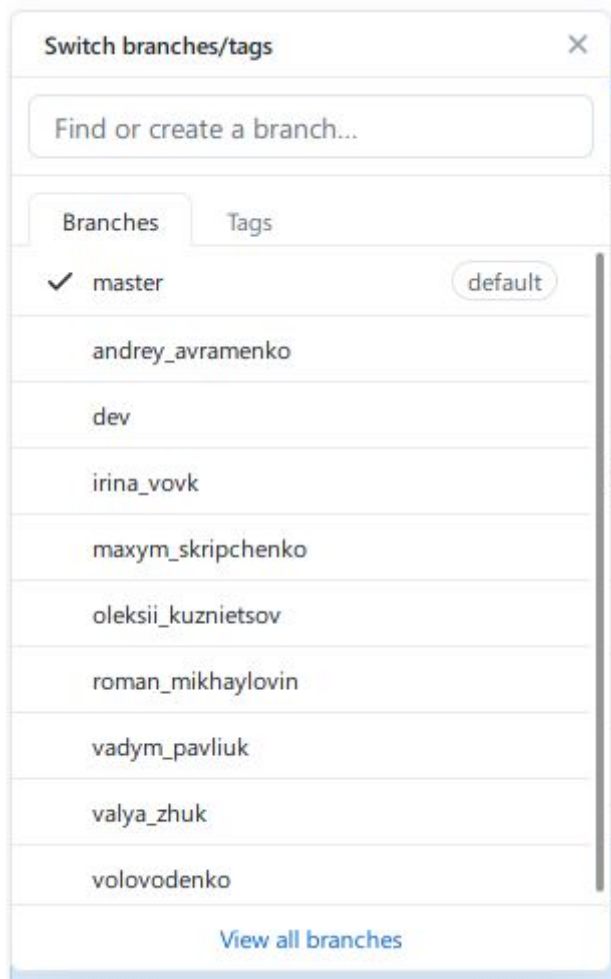 Switch branches/tags
Find or create a branch...
Branches Tags
master default
andrey_avramenko
dev
irina_vovk
maxym_skripchenko
oleksii_kuznietsov
roman_mikhaylovin
vadym_pavliuk
valya_zhuk
volovodenko
View all branches